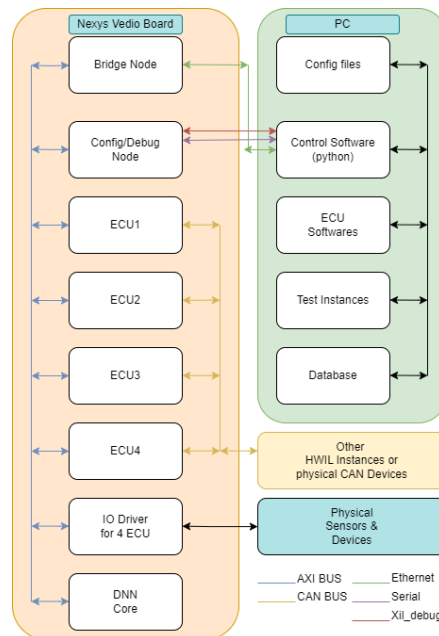 Nexys Vedio Board
PC
Bridge Node
Config files
Config/Debug
Node
Control Software
(python)
ECU1
ECU
Softwares
ECU2
Test Instances
ECU3
Database
ECU4
Other
HWIL Instances or
physical CAN Devices
IO Driver
for 4 ECU
Physical
Sensors &
Devices
DNN
Core
AXI BUS
Ethernet
CAN BUS
Serial
Xil_debug